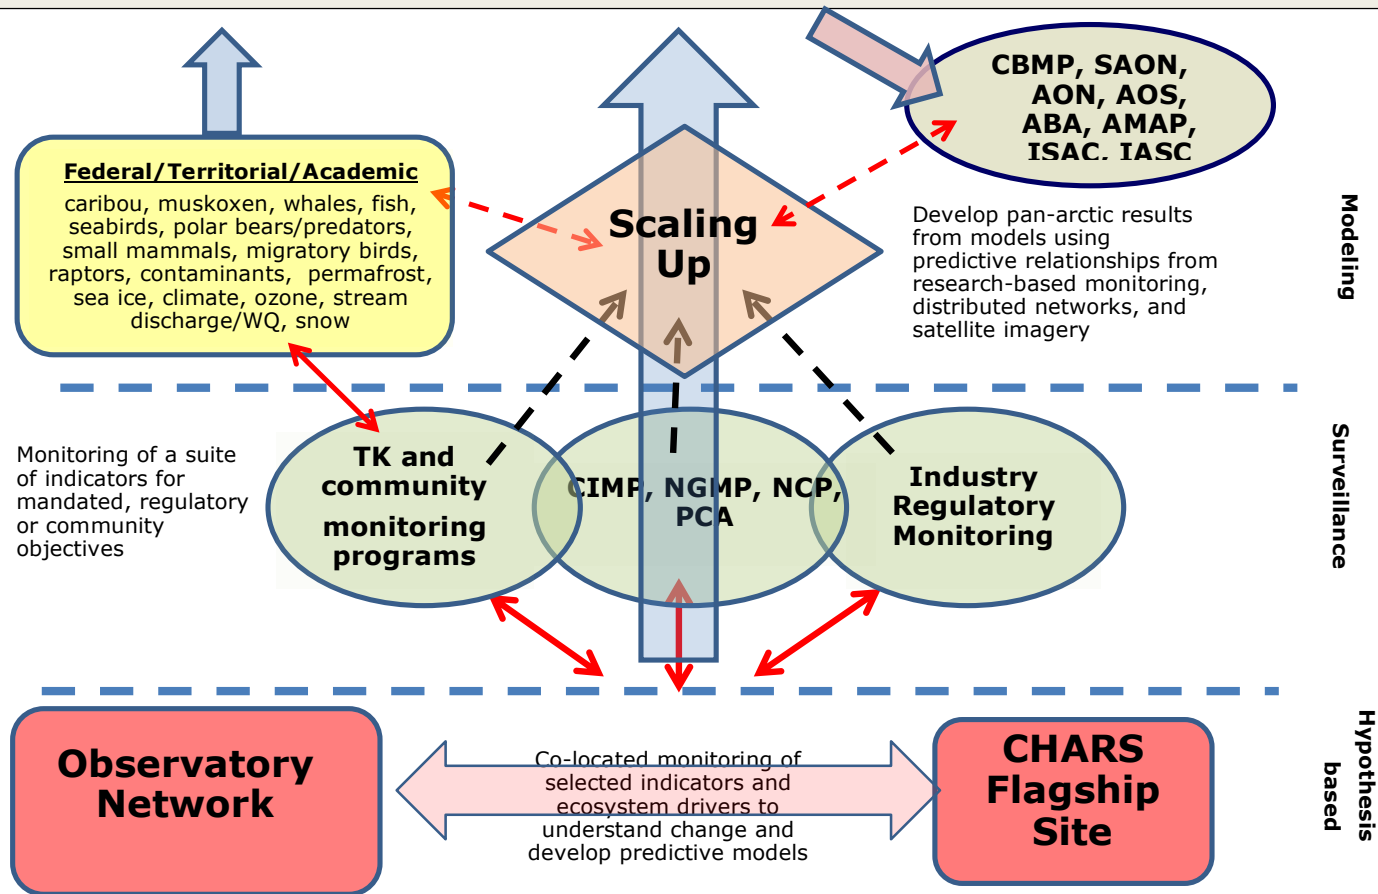 CBMP, SAON,
AON, AOS,
ABA, AMAP,
ISAC, IASC
Federal/Territorial/Academic
caribou, muskoxen, whales, fish,
seabirds, polar bears/predators,
small mammals, migratory birds,
raptors, contaminants, permafrost,
sea ice, climate, ozone, stream
discharge/WQ, snow
Scaling
Up
Develop pan-arctic results
from models using
predictive relationships from
research-based monitoring,
distributed networks, and
satellite imagery
Modeling
Monitoring of a suite
of indicators for
mandated, regulatory
or community
objectives
TK and
community
monitoring
programs
CIMP, NGMP, NCP,
PCA
Industry
Regulatory
Monitoring
Surveillance
Observatory
Network
Co-located monitoring of
selected indicators and
ecosystem drivers to
understand change and
develop predictive models
CHARS
Flagship
Site
Hypothesis
based